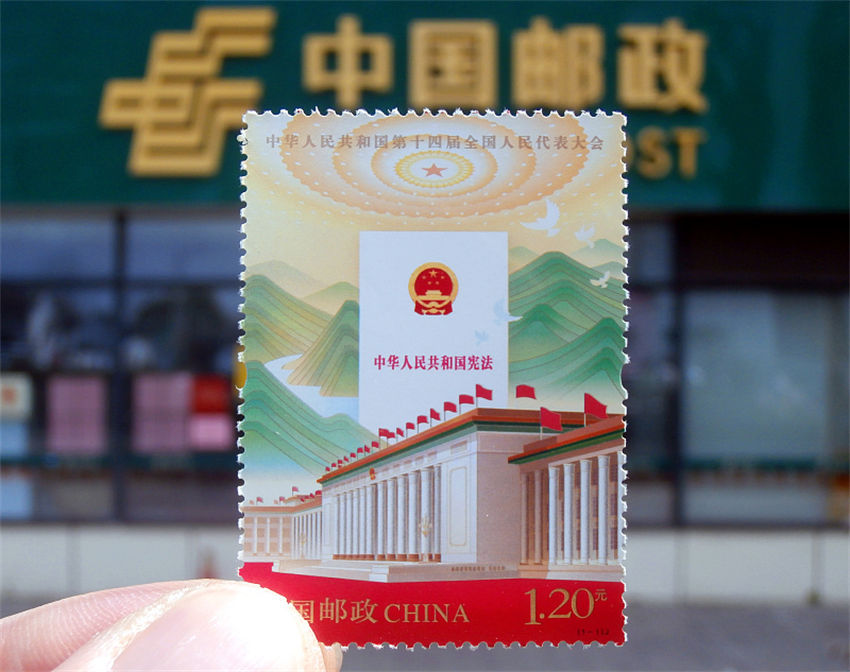 中国邮政
OST
中华人民共和国第十四届全国人民代表大会
中华人民共和国宪法
国邮政 CHINA
1.20元